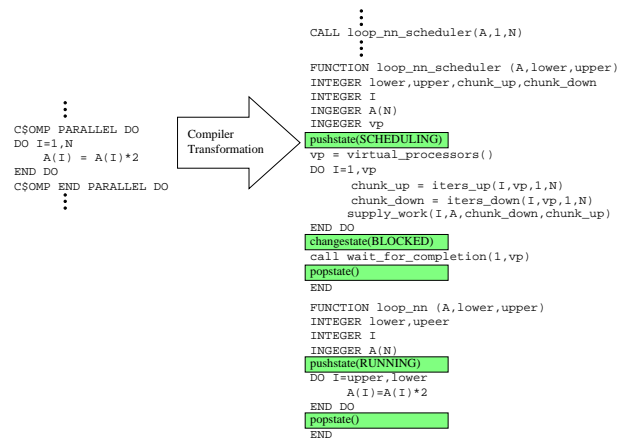 C$OMP PARALLEL DO
DO I=1,N
A(I) = A(I)*2
END DO
C$OMP END PARALLEL DO
Compiler
Transformation
CALL loop_nn_scheduler(A,1,N)
FUNCTION loop_nn_scheduler (A,lower,upper)
INTEGER lower,upper,chunk_up,chunk_down
INTEGER I
INGEGER A(N)
INGEGER vp
pushstate(SCHEDULING)
vp = virtual_processors()
DO I=1,vp
chunk_up = iters_up(I,vp,1,N)
chunk_down = iters_down(I,vp,1,N)
supply_work(I,A,chunk_down,chunk_up)
END DO
changestate(BLOCKED)
call wait_for_completion(1,vp)
popstate()
END
FUNCTION loop_nn (A,lower,upper)
INTEGER lower,upeer
INTEGER I
INGEGER A(N)
pushstate(RUNNING)
DO I=upper,lower
A(I)=A(I)*2
END DO
popstate()
END